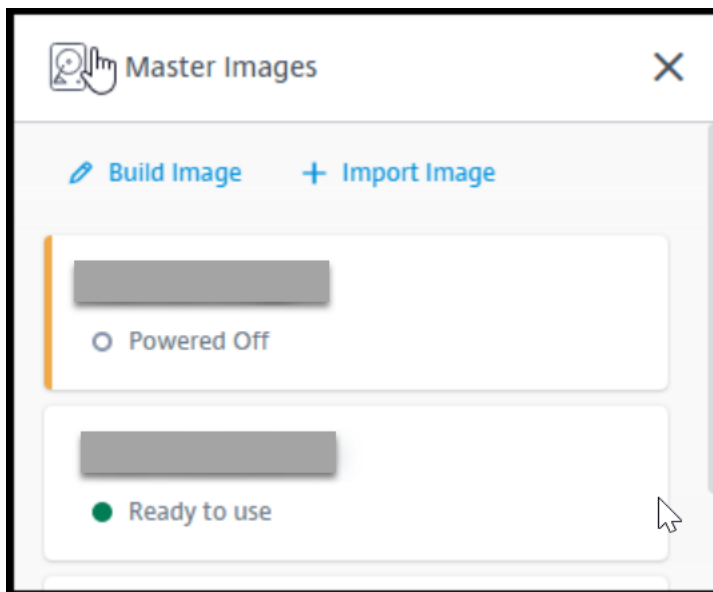 Master Images
Build Image
Import Image
Powered Off
Ready to use